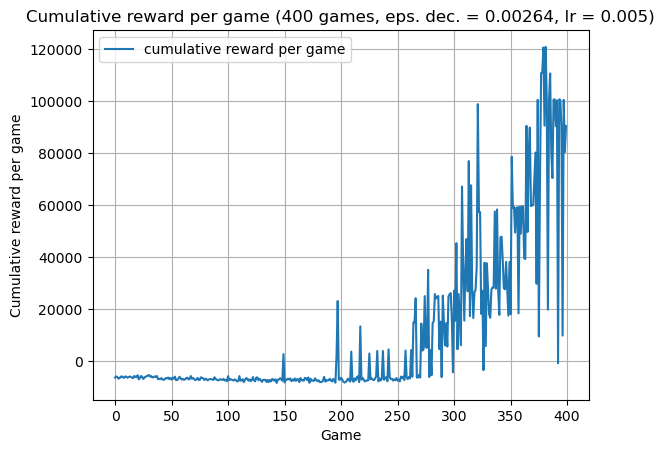 Cumulative reward per game (400 games, eps. dec. = 0.00264, lr = 0.005)
cumulative reward per game
Cumulative reward per game
120000
100000
80000
60000
40000
20000
0
0 50 100 150 200 250 300 350 400
Game